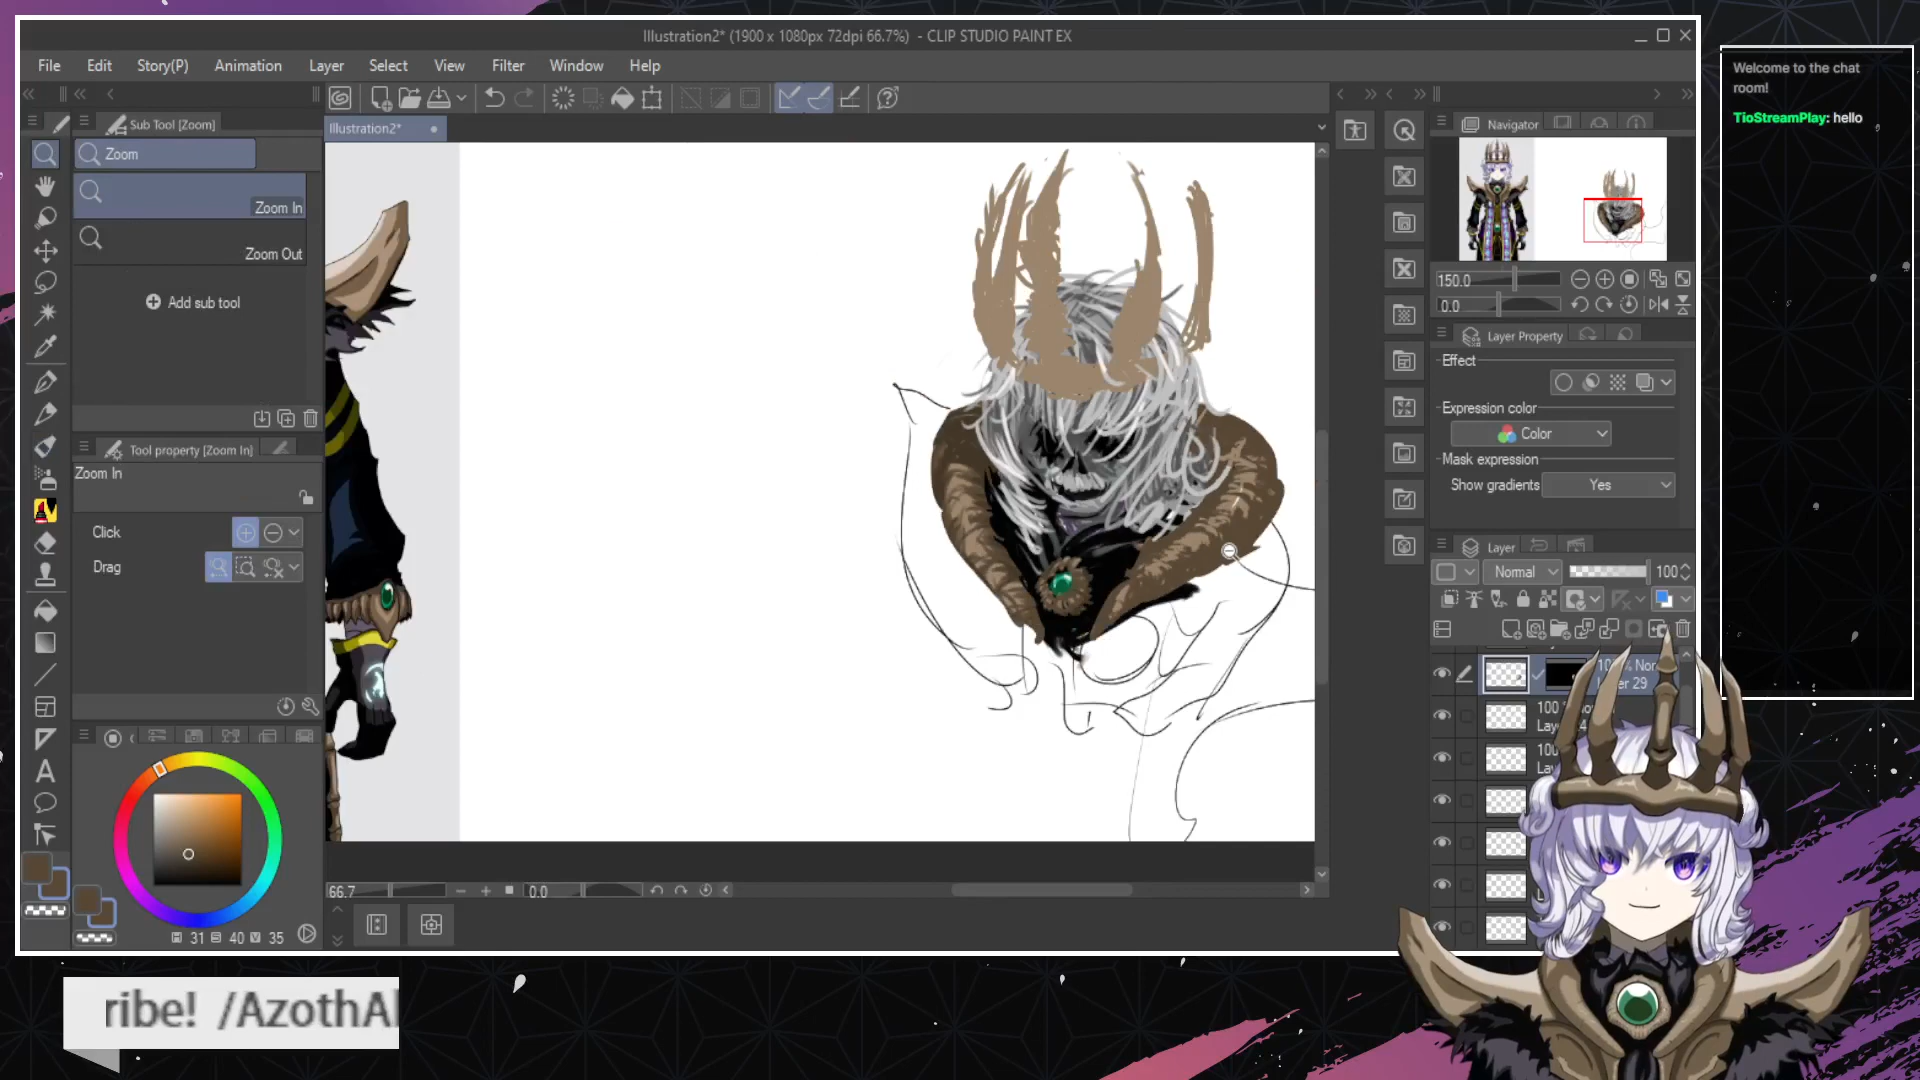 Illustration2* (1900 x 1080px 72dpi 66.7%) - CLIP STUDIO PAINT EX
File Edit Story(P) Animation Layer Select View Filter Window Help
Sub Tool [Zoom]
Zoom
Zoom In
Zoom Out
Add sub tool
Tool property [Zoom In]
Zoom In
Click
Drag
31 40 35
Illustration2*
66.7 0.0
Navigator
150.0
0.0
Layer Property
Effect
Expression color
Color
Mask expression
Show gradients Yes
Layer
Normal 100
Welcome to the chat
room!
TioStreamPlay: hello
ribe! /AzothAl